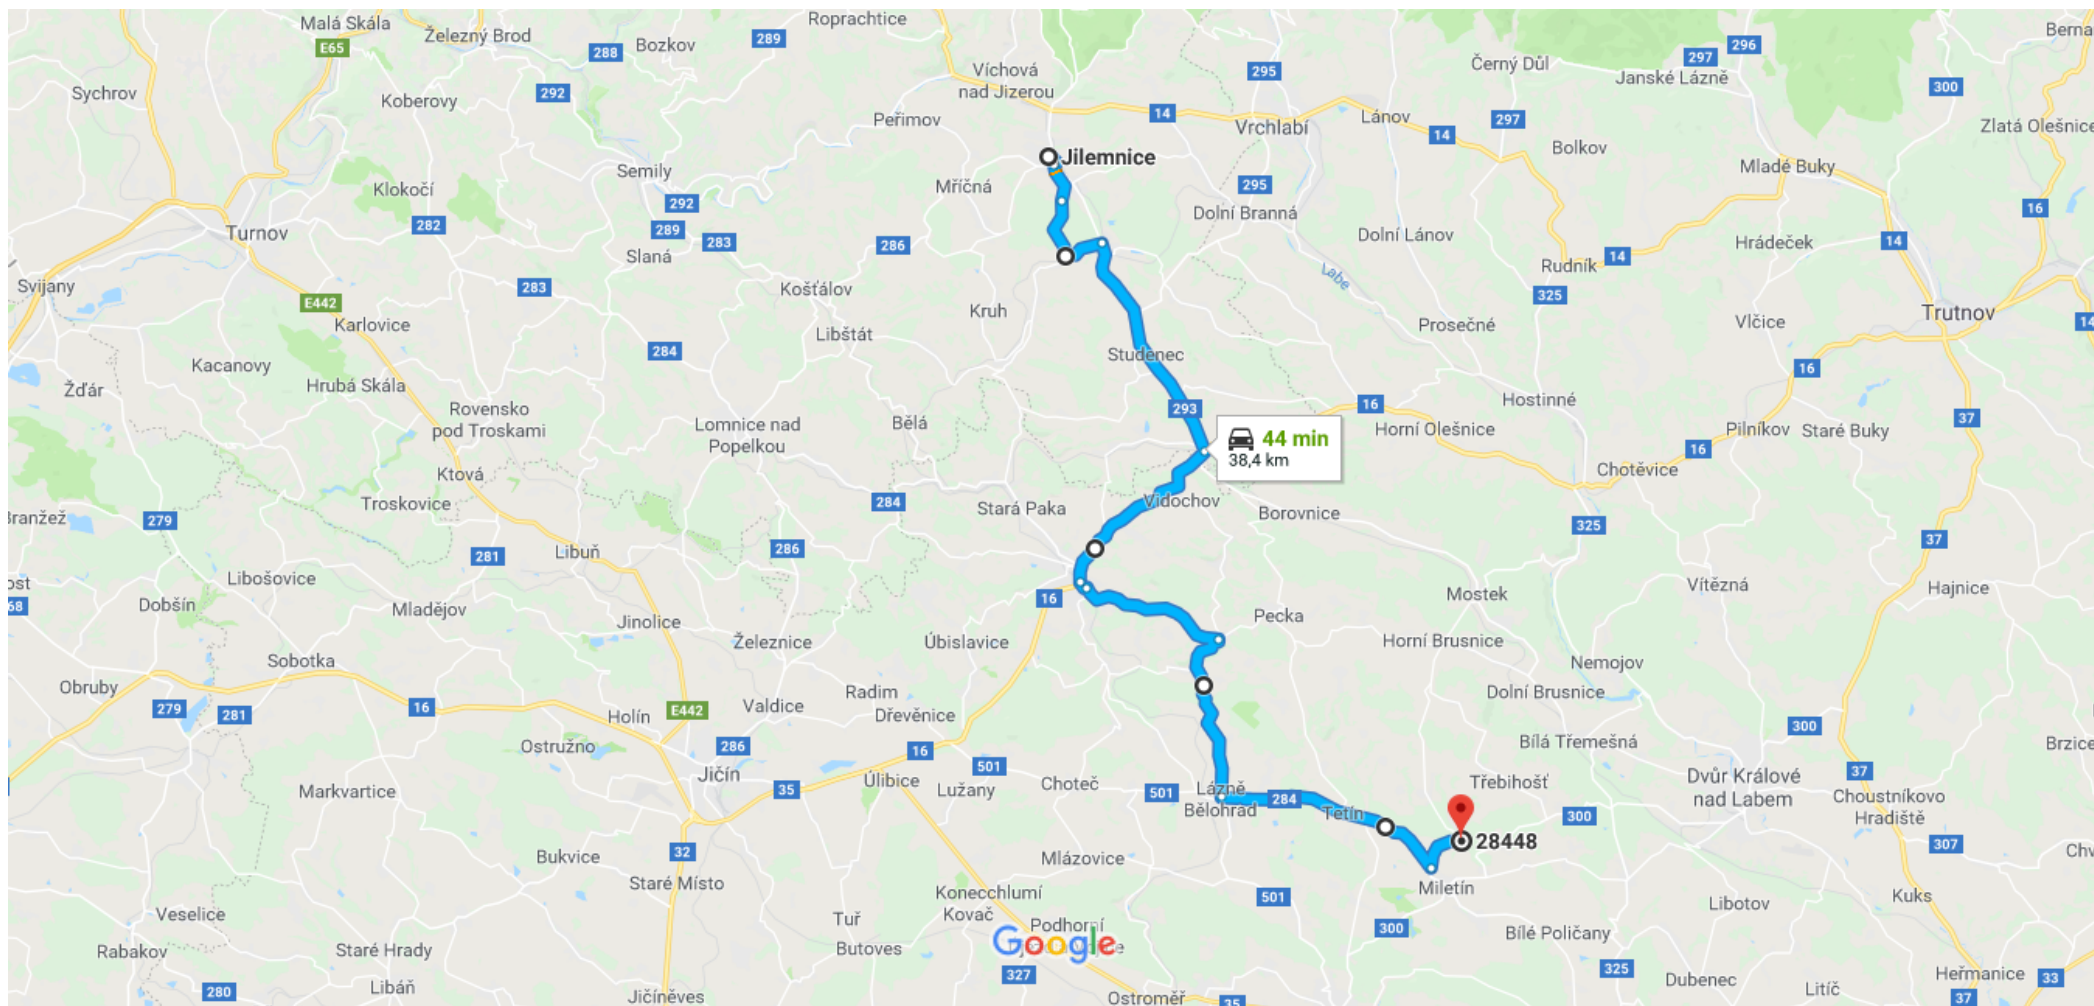 Malá Skála
Železný Brod
Roprachtice
Berna
E65
288
Bozkov
289
297
296
Víchová
nad Jizerou
295
Černý Důl
Janské Lázně
Sychrov
Koberovy
292
300
Peřimov
14
Vrchlabí
Lánov
14
297
Zlatá Olešnice
Bolkov
Jilemnice
Semily
Mladé Buky
Klokočí
Mříčná
295
292
282
289
283
Dolní Branná
16
Turnov
Slaná
286
Dolní Lánov
Hrádeček
14
Rudník
14
Labe
Svijany
283
Košťálov
325
E442
Kruh
Trutnov
Karlovice
Libštát
Prosečné
Vlčice
14
284
Studenec
Kacanovy
16
Žďár
Hrubá Skála
Hostinné
Rovensko
pod Troskami
293
16
37
Lomnice nad
Popelkou
Bělá
44 min
38,4 km
Horní Olešnice
Pilníkov
Staré Buky
16
Ktová
Chotěvice
Troskovice
284
Stará Paka
Vidochov
Borovnice
Branžež
279
325
37
281
Libuň
286
ost
Libošovice
Vítězná
Hajnice
68
Dobšín
Mladějov
16
Mostek
Jinolice
Železnice
Úbislavice
Pecka
Horní Brusnice
Sobotka
Nemojov
Obruby
Radim
Dolní Brusnice
279
281
16
Holín
E442
Valdice
Dřevěnice
300
Ostružno
286
16
Bílá Třemešná
Brzice
Jičín
501
Úlibice
Lužany
Choteč
501
Lázně
Bělohrad
284
Tetín
Třebihošť
Dvůr Králové
nad Labem
37
Markvartice
35
300
Choustníkovo
Hradiště
28448
32
Bukvice
Mlázovice
307
Staré Místo
Miletín
Konecchlumí
Kovač
501
Kuks
Veselice
Tuř
Podhorní
Libotov
Rabakov
Staré Hrady
Butoves
Google
300
Bílé Poličany
327
325
Dubenec
Heřmanice
33
280
Libáň
Jičíněves
Ostroměř
35
Litíč
37